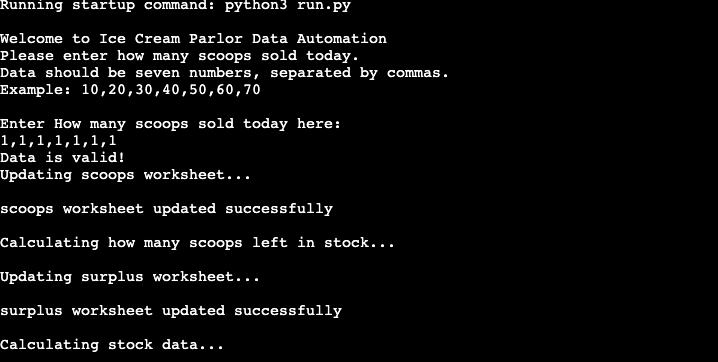 Running startup command: python3 run.py
Welcome to Ice Cream Parlor Data Automation
Please enter how many scoops sold today.
Data should be seven numbers, separated by commas.
Example: 10,20,30,40,50,60,70
Enter How many scoops sold today here:
1,1,1,1,1,1,1
Data is valid!
Updating scoops worksheet...
scoops worksheet updated successfully
Calculating how many scoops left in stock...
Updating surplus worksheet...
surplus worksheet updated successfully
Calculating stock data...